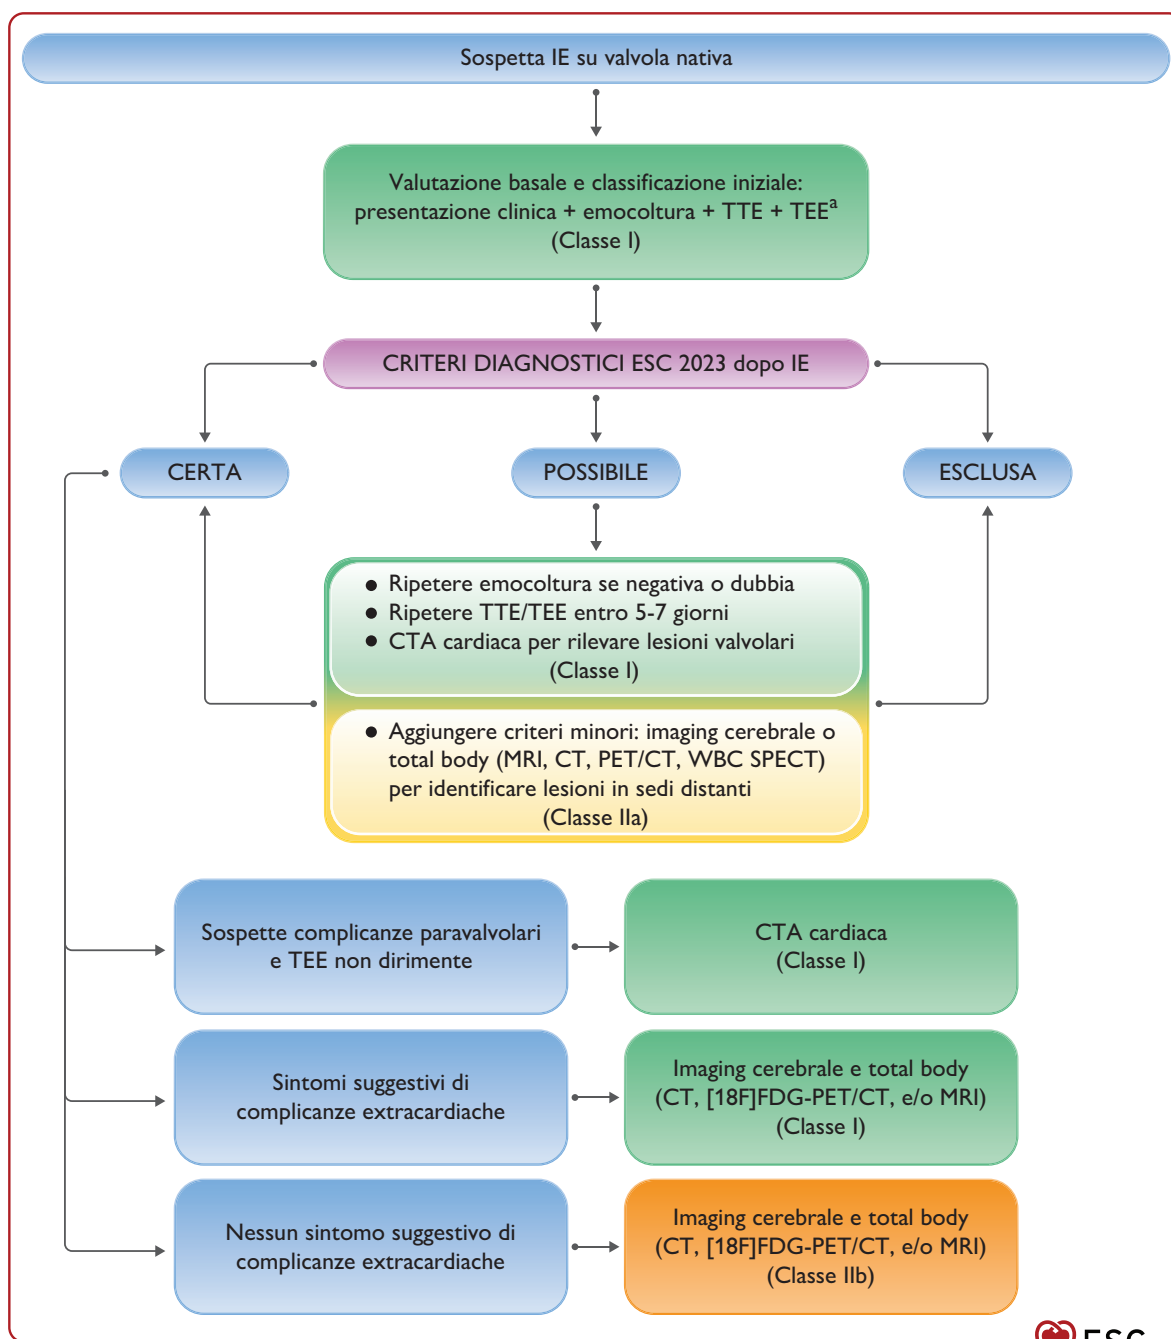 Sospetta IE su valvola nativa
Valutazione basale e classificazione iniziale:
presentazione clinica + emocoltura + TTE + TEEª
(Classe I)
CRITERI DIAGNOSTICI ESC 2023 dopo IE
CERTA
POSSIBILE
ESCLUSA
● Ripetere emocoltura se negativa o dubbia
● Ripetere TTE/TEE entro 5-7 giorni
● CTA cardiaca per rilevare lesioni valvolari
(Classe I)
● Aggiungere criteri minori: imaging cerebrale o
total body (MRI, CT, PET/CT, WBC SPECT)
per identificare lesioni in sedi distanti
(Classe IIa)
Sospette complicanze paravalvolari
e TEE non dirimente
CTA cardiaca
(Classe I)
Sintomi suggestivi di
complicanze extracardiache
Imaging cerebrale e total body
(CT, [18F]FDG-PET/CT, e/o MRI)
(Classe I)
Nessun sintomo suggestivo di
complicanze extracardiache
Imaging cerebrale e total body
(CT, [18F]FDG-PET/CT, e/o MRI)
(Classe IIb)
ESC